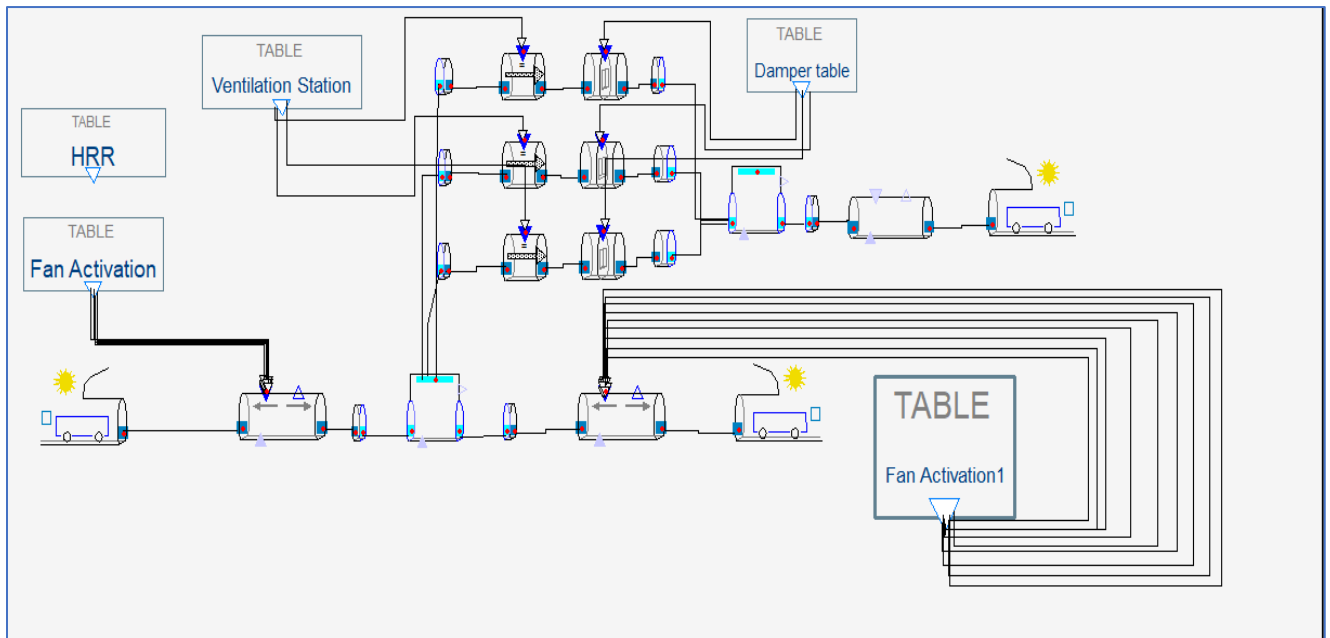 TABLE
Ventilation Station
TABLE
Damper table
TABLE
HRR
TABLE
Fan Activation
TABLE
Fan Activation1